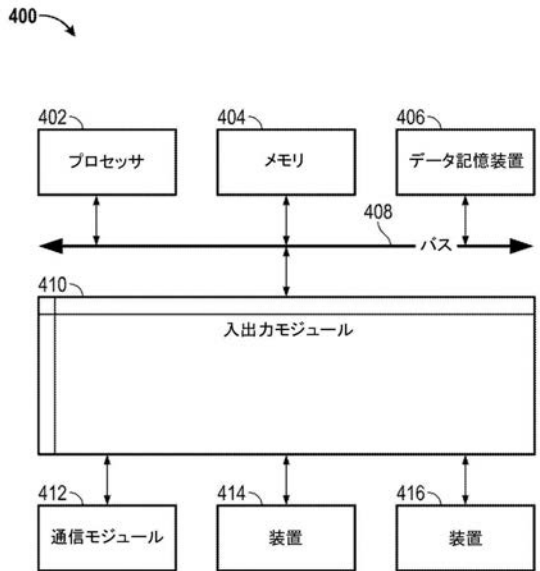 400
402
404
406
プロセッサ
メモリ
データ記憶装置
408
バス
410
入出力モジュール
412
414
416
通信モジュール
装置
装置